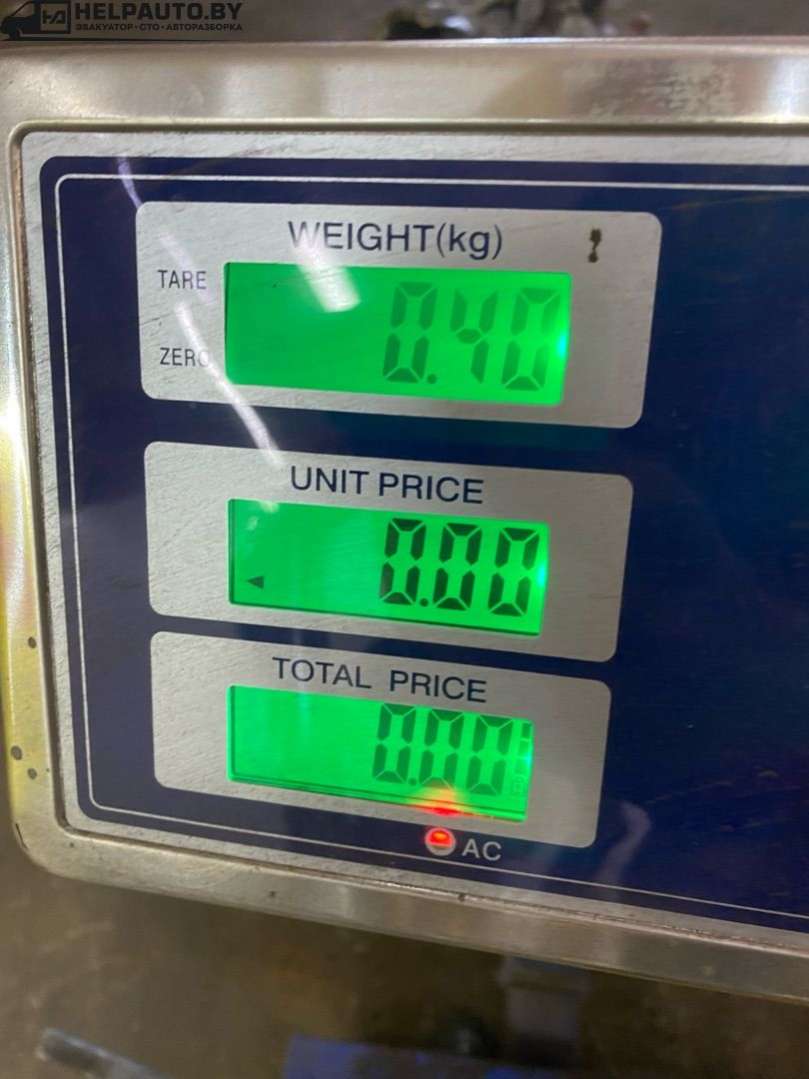 HELPAUTO.BY
ЭВАКУАТОР•СТО•АВТОРАЗБОРКА
WEIGHT(kg)
TARE
0.40
ZERO
UNIT PRICE
0.00
TOTAL PRICE
0.00
AC